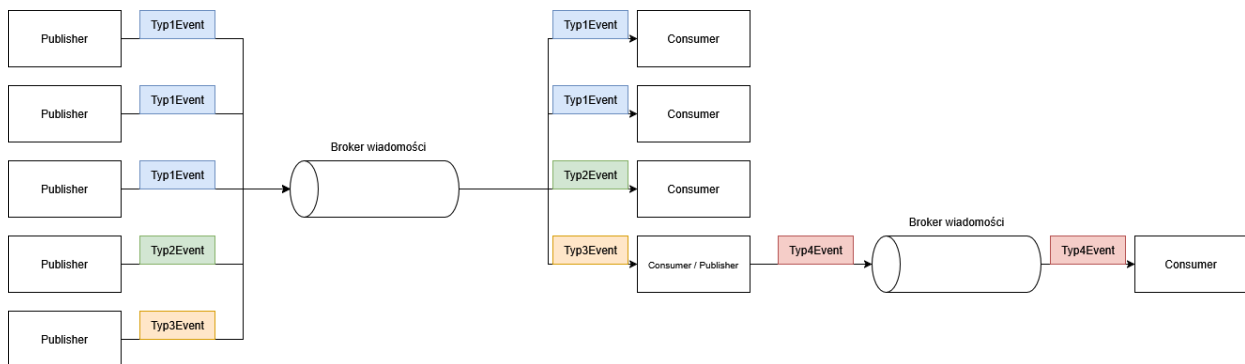 Publisher
Typ1Event
Typ1Event
Consumer
Publisher
Typ1Event
Typ1Event
Consumer
Broker wiadomości
Publisher
Typ1Event
Typ2Event
Consumer
Broker wiadomości
Publisher
Typ2Event
Typ3Event
Consumer / Publisher
Typ4Event
Typ4Event
Consumer
Publisher
Typ3Event